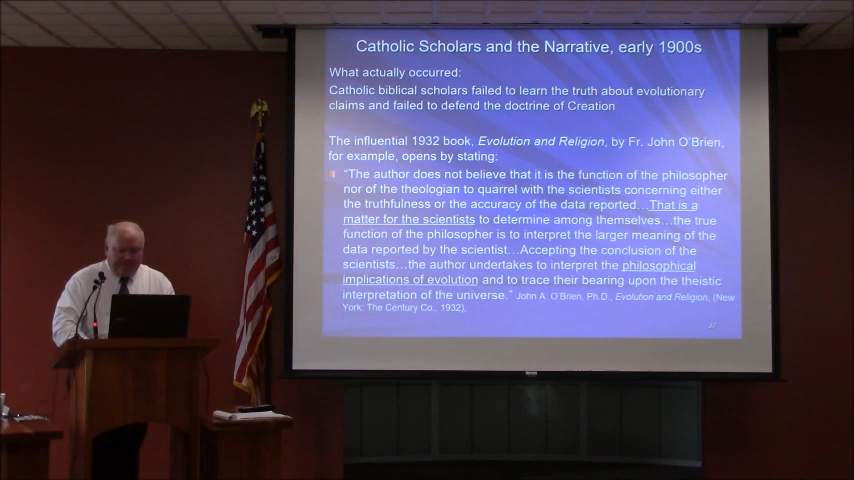 Catholic Scholars and the Narrative, early 1900s
What actually occurred:
Catholic biblical scholars failed to learn the truth about evolutionary
claims and failed to defend the doctrine of Creation
The influential 1932 book, Evolution and Religion, by Fr. John O'Brien,
for example, opens by stating:
“The author does not believe that it is the function of the philosopher
nor of the theologian to quarrel with the scientists concerning either
the truthfulness or the accuracy of the data reported…That is a
matter for the scientists to determine among themselves…the true
function of the philosopher is to interpret the larger meaning of the
data reported by the scientist…Accepting the conclusion of the
scientists…the author undertakes to interpret the philosophical
implications of evolution and to trace their bearing upon the theistic
interpretation of the universe.” John A. O'Brien, Ph.D., Evolution and Religion, (New
York: The Century Co., 1932).
27